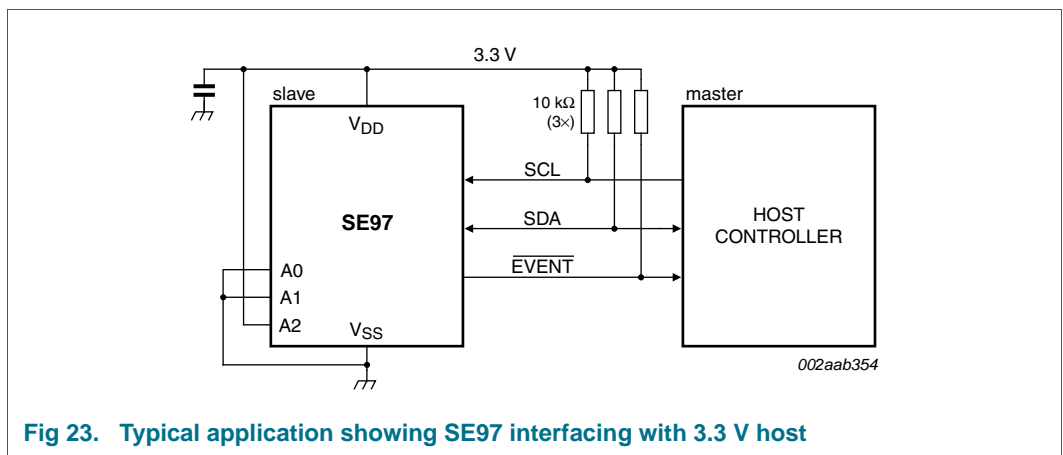 3.3 V
slave
10 kΩ
(3×)
master
VDD
SCL
SE97
SDA
HOST
CONTROLLER
EVENT
A0
A1
A2
VSS
002aab354
Fig 23. Typical application showing SE97 interfacing with 3.3 V host